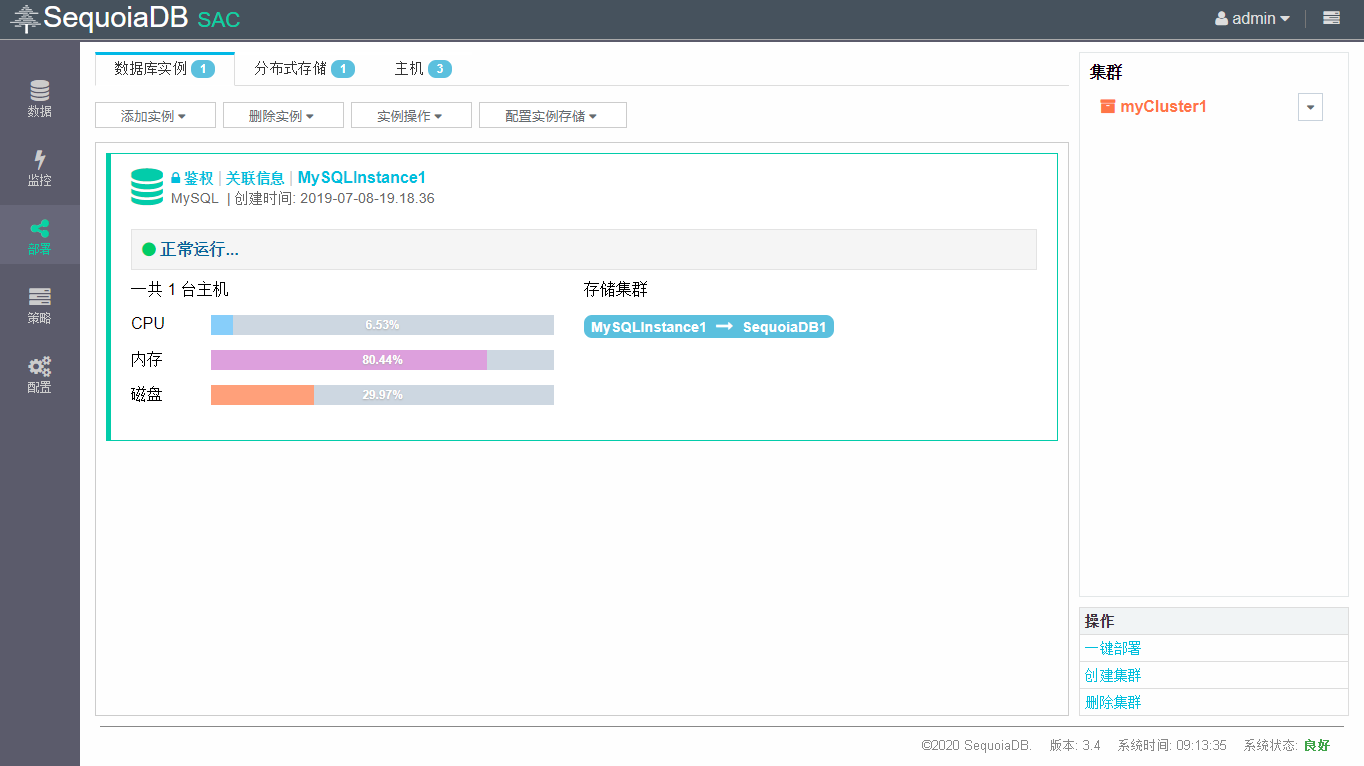 SequoiaDB SAC
admin
数据
监控
部署
策略
配置
数据库实例 1
分布式存储 1
主机 3
添加实例
删除实例
实例操作
配置实例存储
鉴权 | 关联信息 | MySQLInstance1
MySQL | 创建时间: 2019-07-08-19.18.36
正常运行...
一共 1 台主机
CPU 6.53%
内存 80.44%
磁盘 29.97%
存储集群
MySQLInstance1 → SequoiaDB1
集群
myCluster1
操作
一键部署
创建集群
删除集群
©2020 SequoiaDB. 版本: 3.4 系统时间: 09:13:35 系统状态: 良好